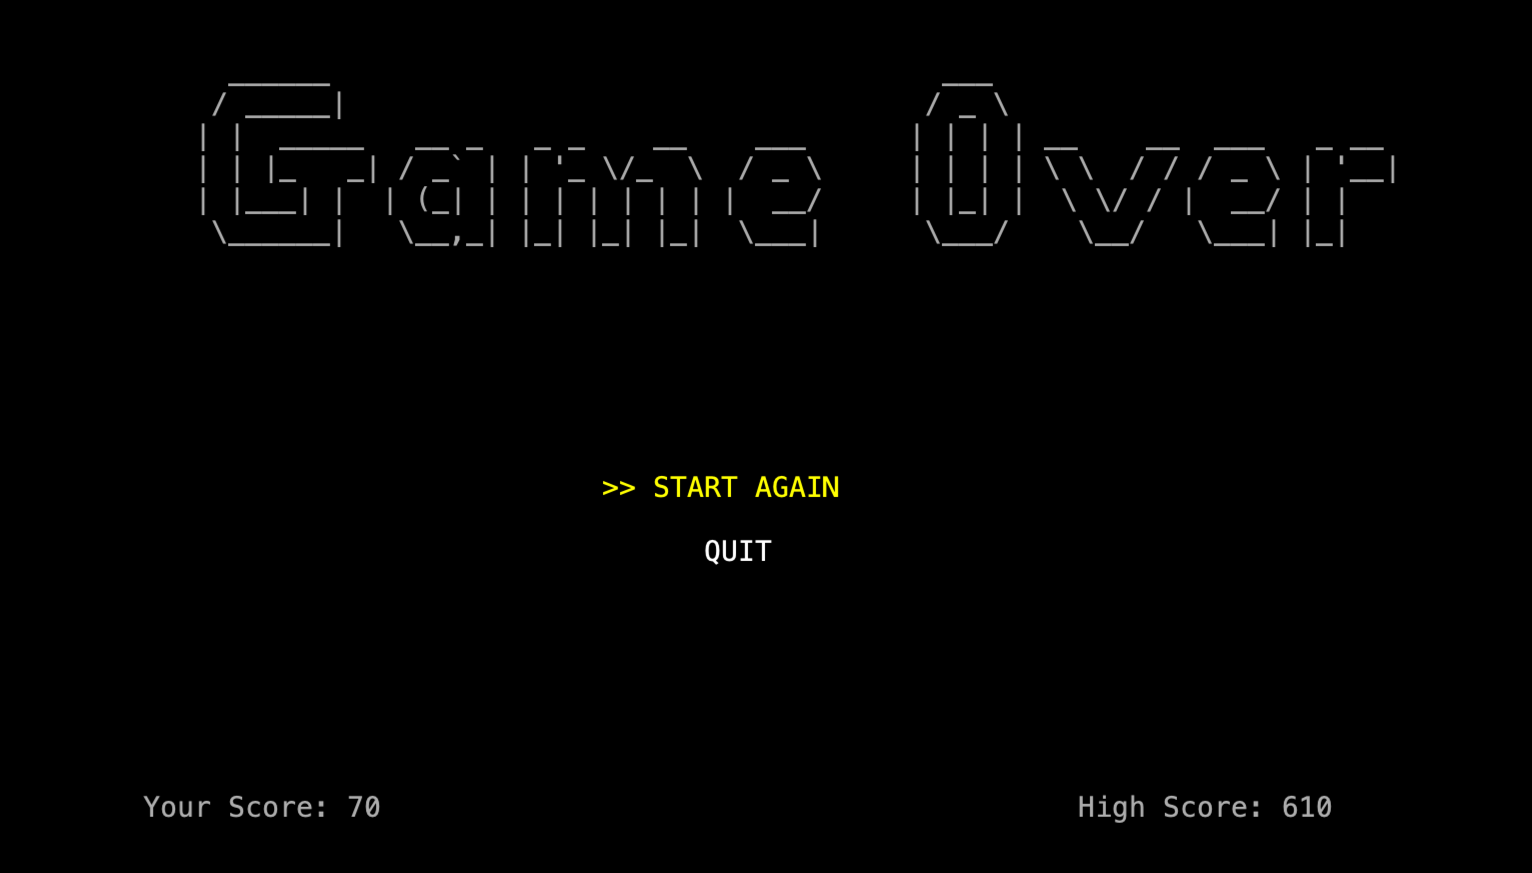 Game Over
>> START AGAIN
QUIT
Your Score: 70
High Score: 610